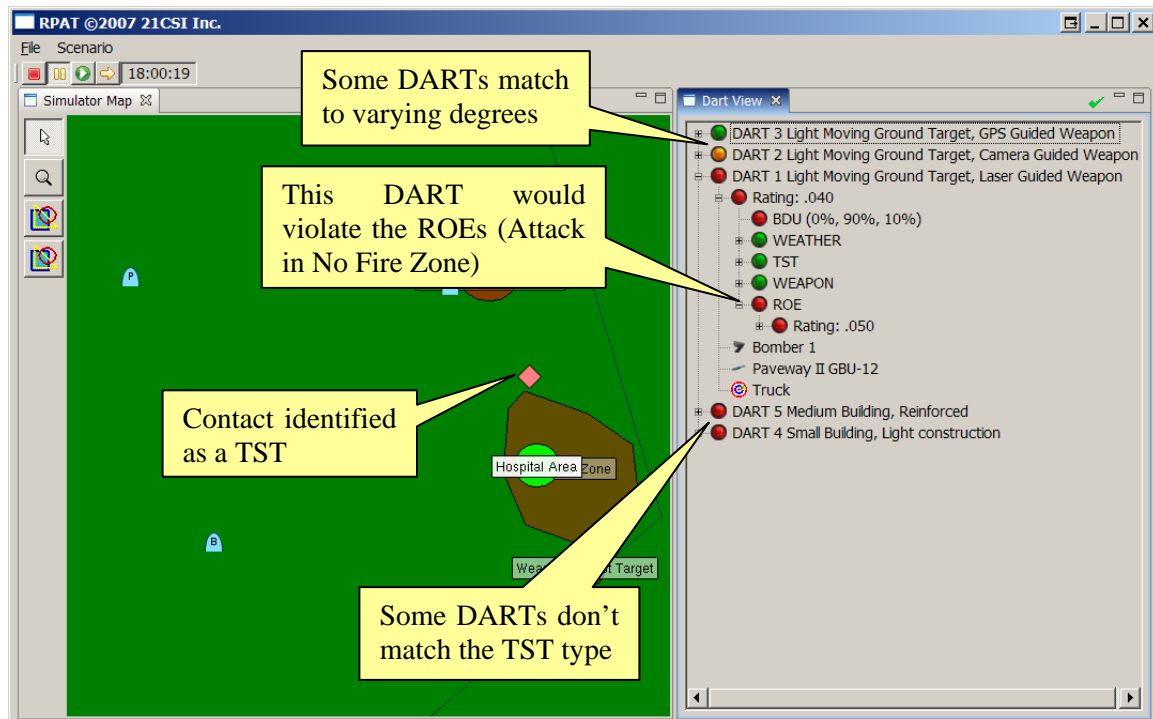 RPAT ©2007 21CSI Inc.
File Scenario
18:00:19
Simulator Map
Dart View
Some DARTs match
to varying degrees
This DART would
violate the ROEs (Attack
in No Fire Zone)
P
Contact identified
as a TST
Hospital Area
Zone
B
Wea
t Target
Some DARTs don't
match the TST type
DART 3 Light Moving Ground Target, GPS Guided Weapon
DART 2 Light Moving Ground Target, Camera Guided Weapon
DART 1 Light Moving Ground Target, Laser Guided Weapon
Rating: .040
BDU (0%, 90%, 10%)
WEATHER
TST
WEAPON
ROE
Rating: .050
Bomber 1
Paveway II GBU-12
Truck
DART 5 Medium Building, Reinforced
DART 4 Small Building, Light construction